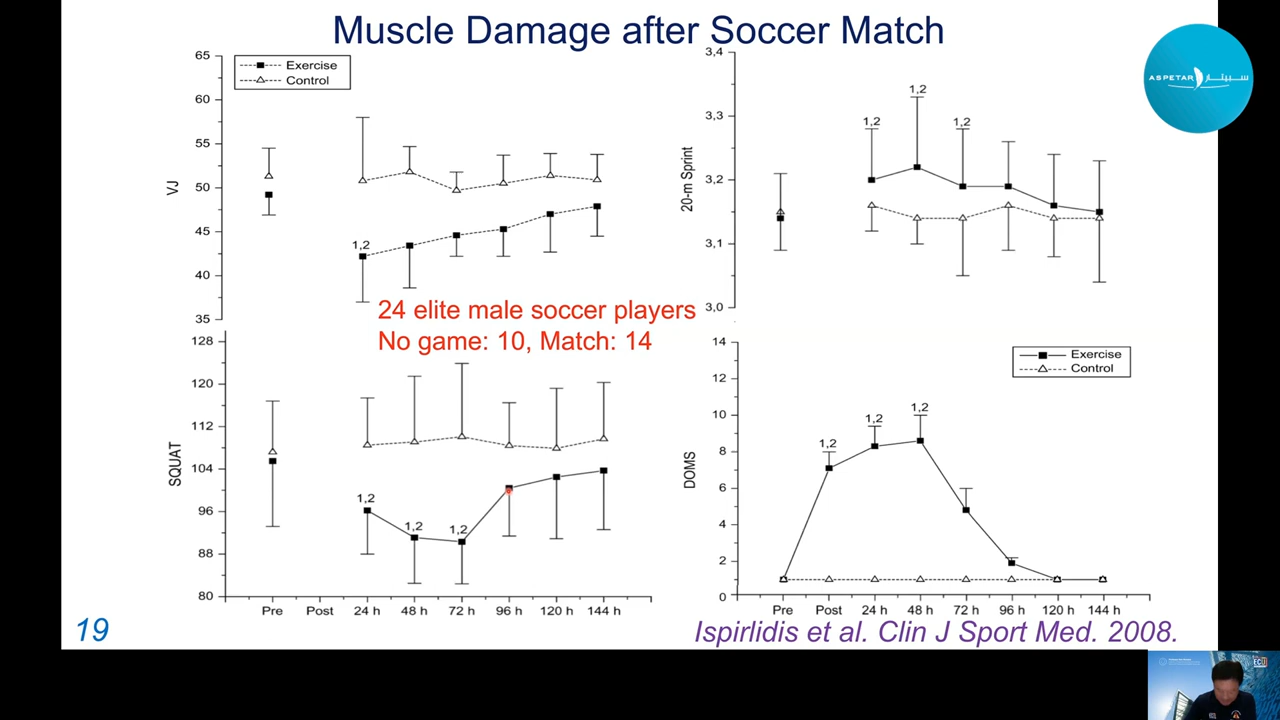 Muscle Damage after Soccer Match
ASPETAR سبيتار
65
60
55
50
45
40
35
VJ
Exercise
Control
1,2
3,4
3,3
3,2
3,1
3,0
20-m Sprint
1,2
1,2
1,2
24 elite male soccer players
No game: 10, Match: 14
128
120
112
104
96
88
80
SQUAT
1,2
1,2
1,2
Pre Post 24 h 48 h 72 h 96 h 120 h 144 h
14
12
10
8
6
4
2
0
DOMS
Exercise
Control
1,2
1,2
1,2
Pre Post 24 h 48 h 72 h 96 h 120 h 144 h
19
Ispirlidis et al. Clin J Sport Med. 2008.
ECU